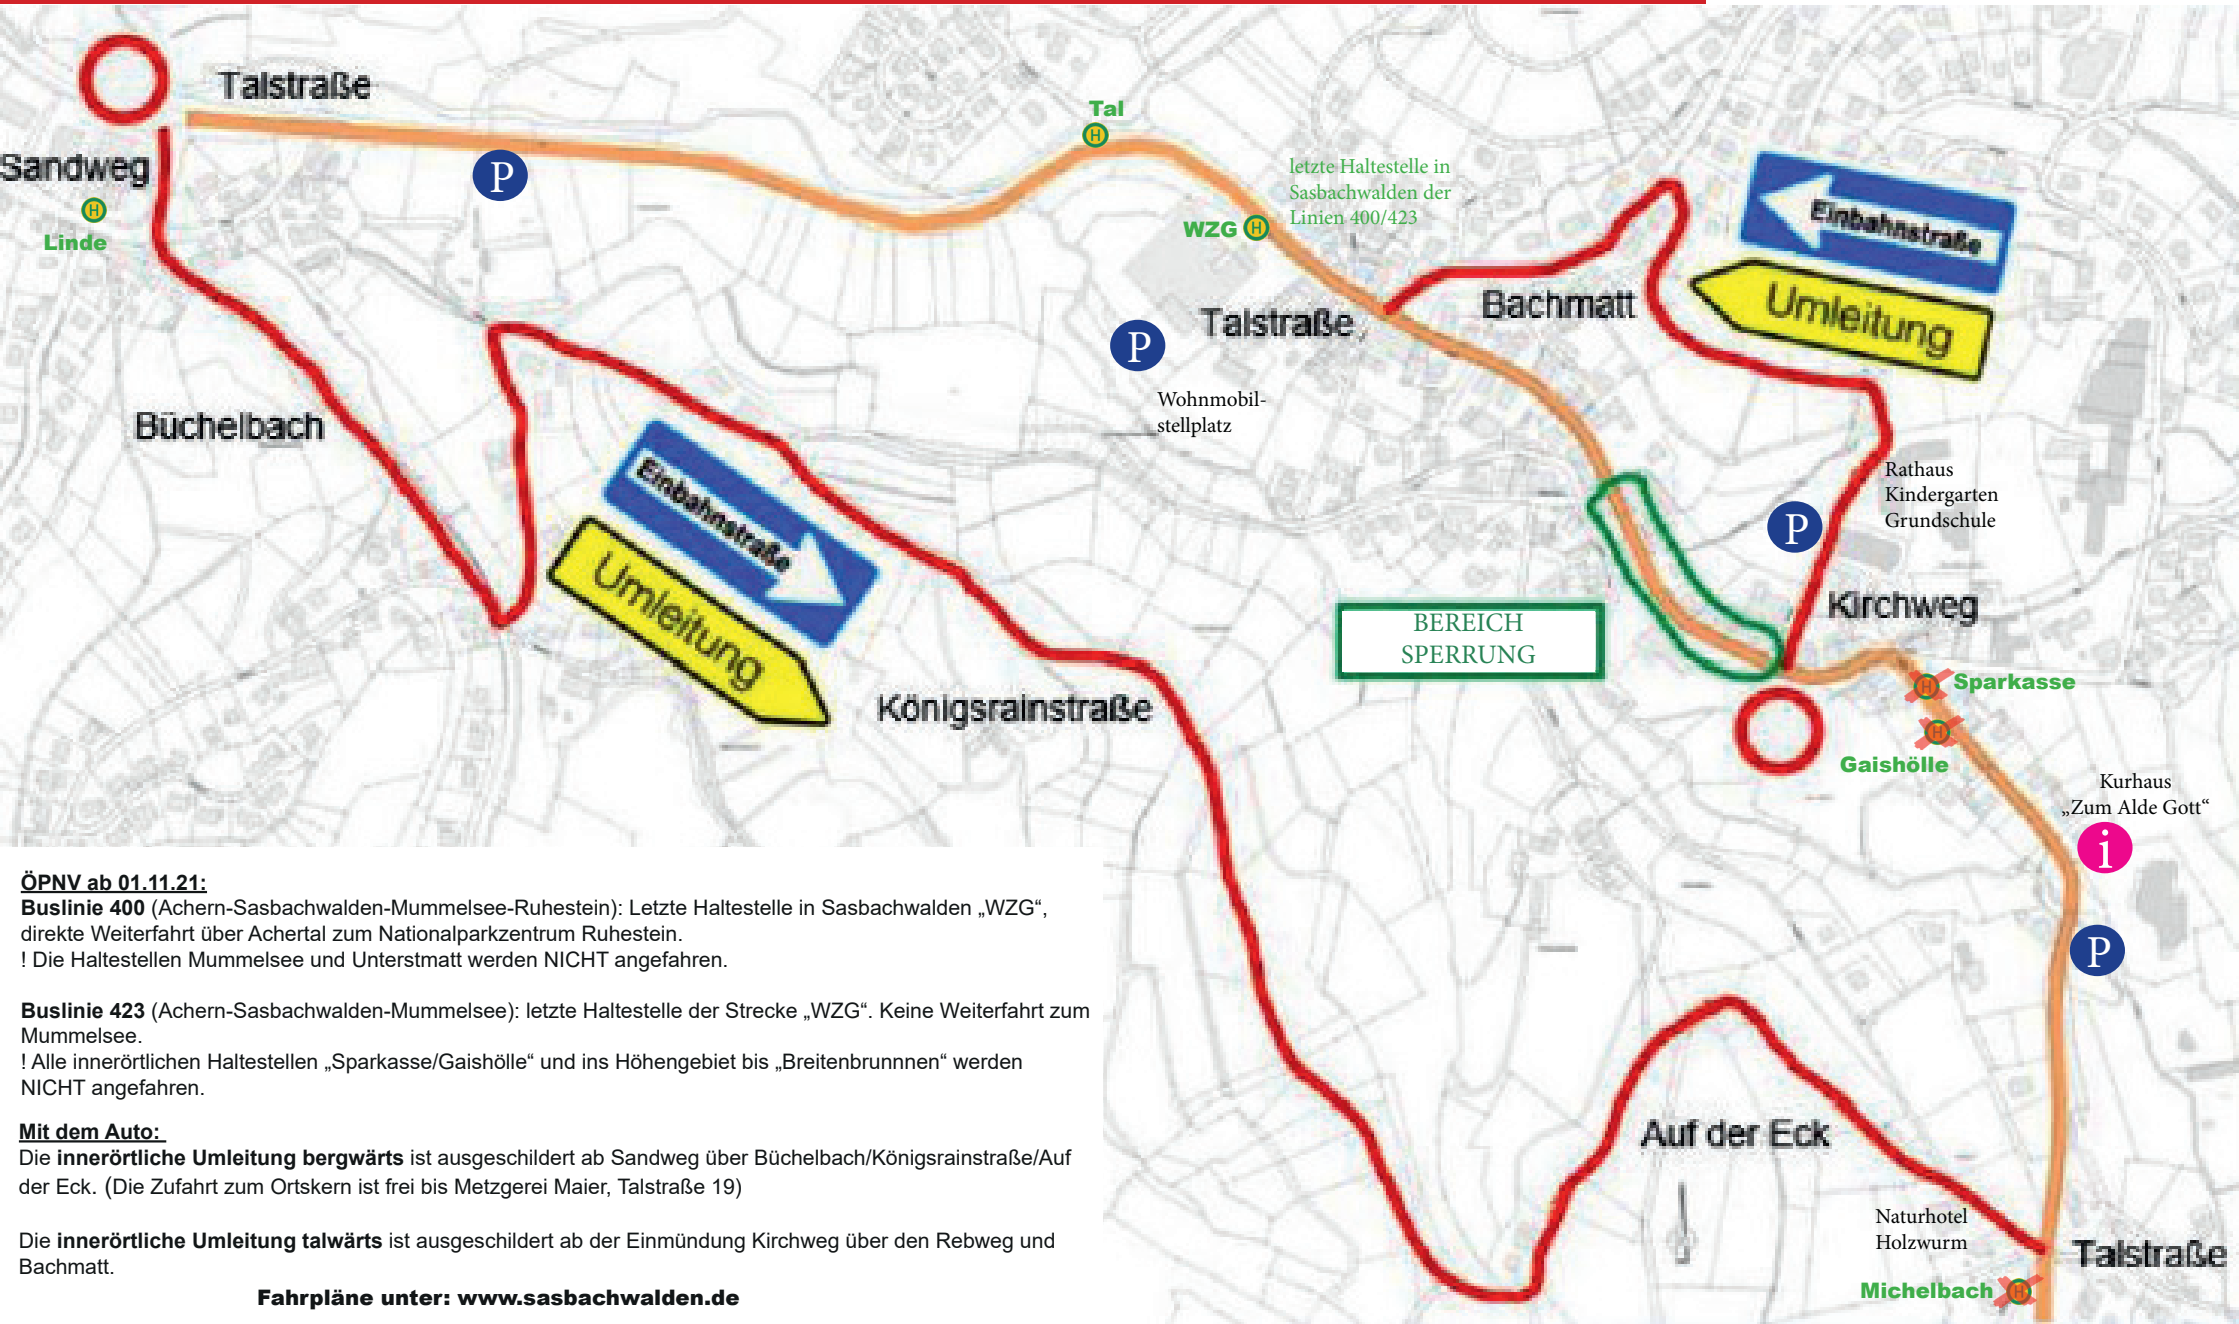 Talstraße
Tal
Sandweg
P
H
H
Linde
letzte Haltestelle in
Sasbachwalden der
Linien 400/423
WZG H
Einbahnstraße
Umleitung
Bachmatt
Talstraße
P
Wohnmobil-
stellplatz
Büchelbach
Einbahnstraße
Umleitung
Rathaus
Kindergarten
Grundschule
P
Kirchweg
BEREICH
SPERRUNG
H Sparkasse
H
Gaishölle
Königsrainstraße
Kurhaus
„Zum Alde Gott“
i
P
ÖPNV ab 01.11.21:
Buslinie 400 (Achern-Sasbachwalden-Mummelsee-Ruhestein): Letzte Haltestelle in Sasbachwalden „WZG“,
direkte Weiterfahrt über Achertal zum Nationalparkzentrum Ruhestein.
! Die Haltestellen Mummelsee und Unterstmatt werden NICHT angefahren.
Buslinie 423 (Achern-Sasbachwalden-Mummelsee): letzte Haltestelle der Strecke „WZG“. Keine Weiterfahrt zum
Mummelsee.
! Alle innerörtlichen Haltestellen „Sparkasse/Gaishölle“ und ins Höhengebiet bis „Breitenbrunnnen“ werden
NICHT angefahren.
Mit dem Auto:
Die innerörtliche Umleitung bergwärts ist ausgeschildert ab Sandweg über Büchelbach/Königsrainstraße/Auf
der Eck. (Die Zufahrt zum Ortskern ist frei bis Metzgerei Maier, Talstraße 19)
Die innerörtliche Umleitung talwärts ist ausgeschildert ab der Einmündung Kirchweg über den Rebweg und
Bachmatt.
Fahrpläne unter: www.sasbachwalden.de
Auf der Eck
Naturhotel
Holzwurm
Talstraße
Michelbach H